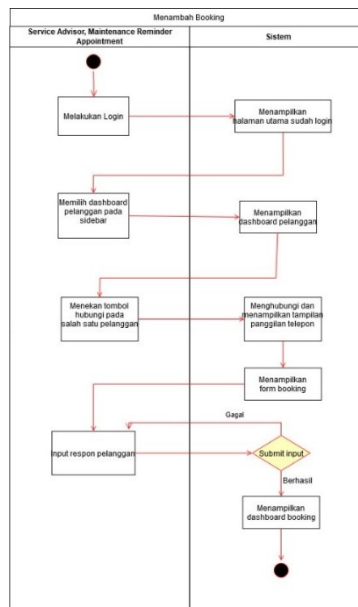 Menambah Booking
Service Advisor, Maintenance Reminder
Appointment
Sistem
Melakukan Login
Menampilkan
halaman utama sudah login
Memilih dashboard
pelanggan pada
sidebar
Menampilkan
dashboard pelanggan
Menekan tombol
hubungi pada
salah satu pelanggan
Menghubungi dan
menampilkan tampilan
panggilan telepon
Menampilkan
form booking
Gagal
Input respon pelanggan
Submit input
Berhasil
Menampilkan
dashboard booking